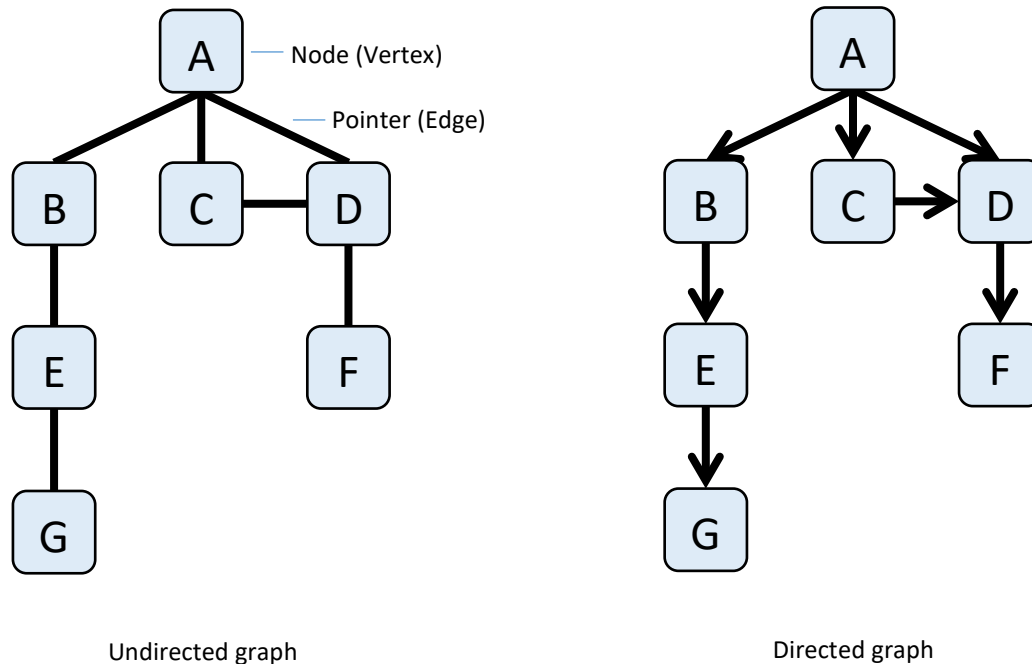 A
Node (Vertex)
Pointer (Edge)
B
C
D
E
F
G
Undirected graph
A
B
C
D
E
F
G
Directed graph